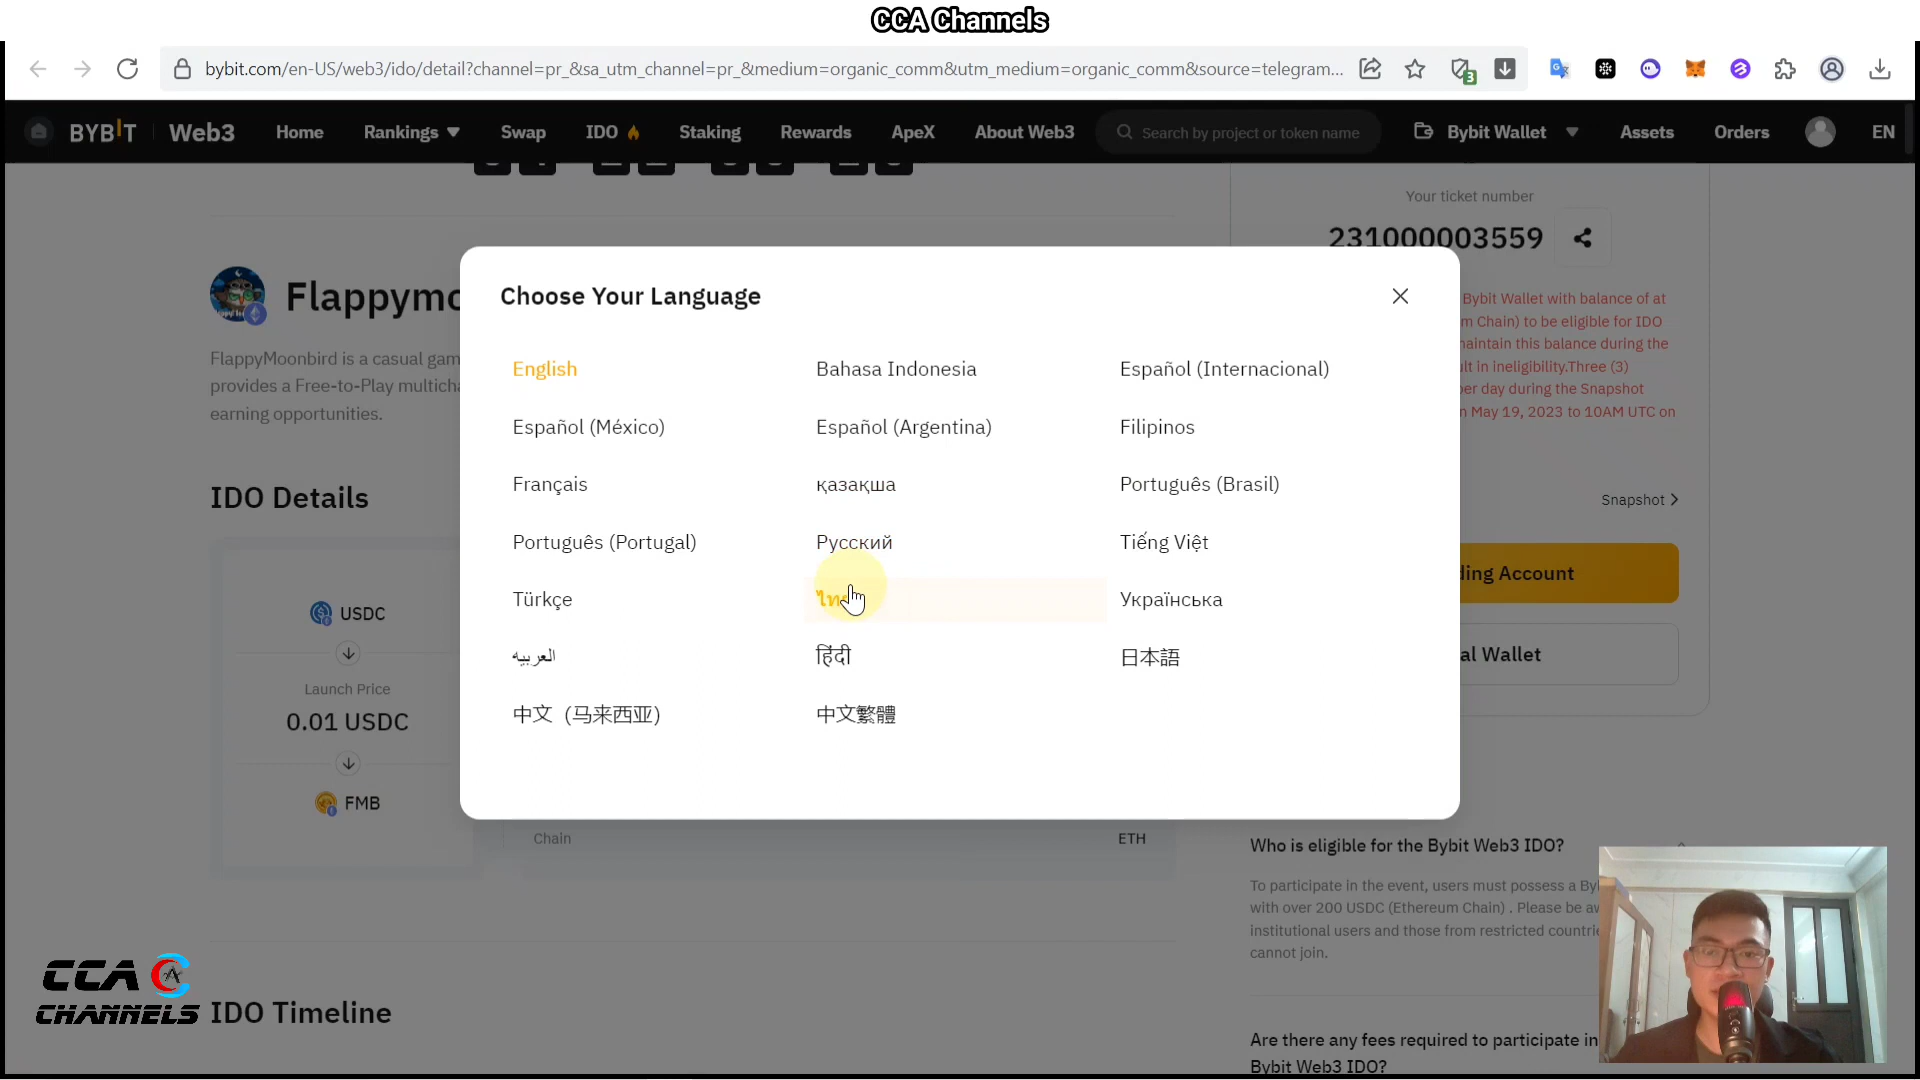 CCA Channels
bybit.com/en-US/web3/ido/detail?channel=pr_&sa_utm_channel=pr_&medium=organic_comm&utm_medium=organic_comm&source=telegram...
3
BYBIT Web3 Home Rankings Swap IDO Staking Rewards ApeX About Web3 Search by project or token name Bybit Wallet Assets Orders EN
Your ticket number
231000003559
Flappymo
FlappyMoonbird is a casual gam
provides a Free-to-Play multicha
earning opportunities.
Bybit Wallet with balance of at
m Chain) to be eligible for IDO
maintain this balance during the
ult in ineligibility.Three (3)
per day during the Snapshot
n May 19, 2023 to 10AM UTC on
Snapshot
ding Account
al Wallet
IDO Details
USDC
Launch Price
0.01 USDC
FMB
Choose Your Language
English Bahasa Indonesia Español (Internacional)
Español (México) Español (Argentina) Filipinos
Français қазақша Português (Brasil)
Português (Portugal) Русский Tiếng Việt
Türkçe Українська
العربيه हिंदी 日本語
中文（马来西亚） 中文繁體
Chain ETH
Who is eligible for the Bybit Web3 IDO?
To participate in the event, users must possess a By
with over 200 USDC (Ethereum Chain) . Please be aw
institutional users and those from restricted countrie
cannot join.
Are there any fees required to participate in
Bybit Web3 IDO?
CCA
CHANNELS
IDO Timeline